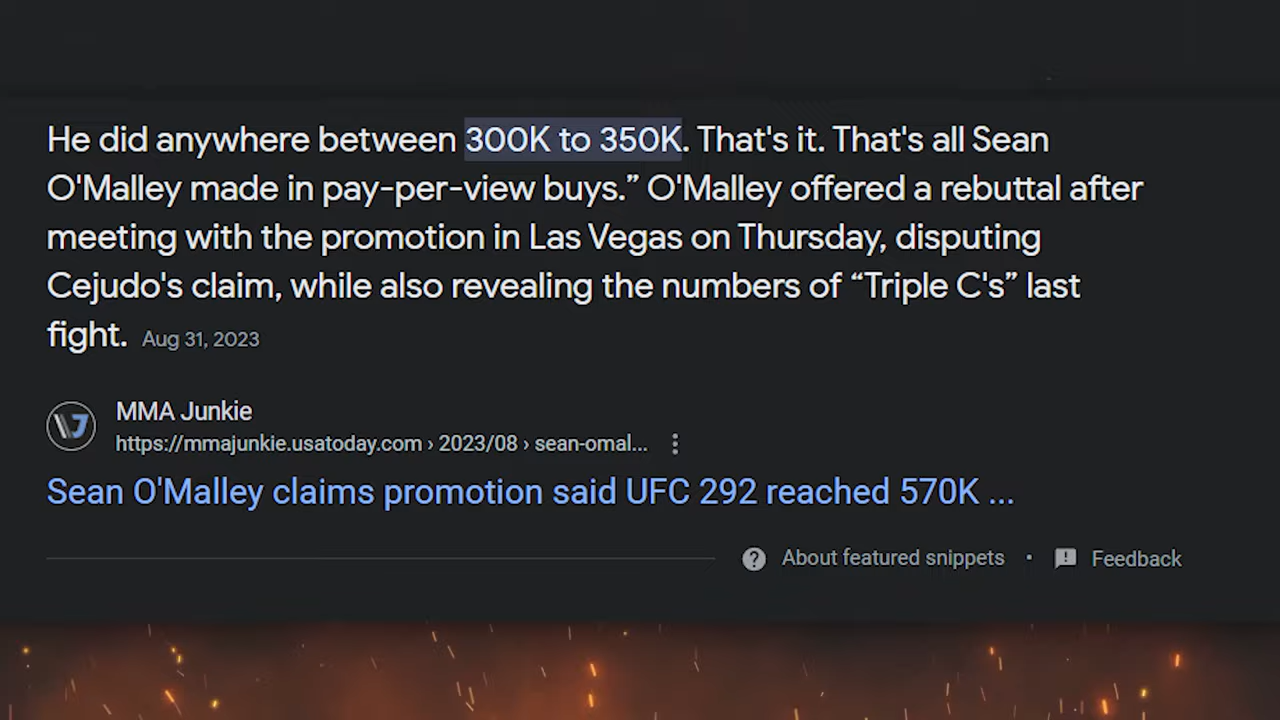 He did anywhere between 300K to 350K. That's it. That's all Sean
O'Malley made in pay-per-view buys.” O'Malley offered a rebuttal after
meeting with the promotion in Las Vegas on Thursday, disputing
Cejudo's claim, while also revealing the numbers of “Triple C's” last
fight. Aug 31, 2023
MMA Junkie
https://mmajunkie.usatoday.com › 2023/08 › sean-omal...
Sean O'Malley claims promotion said UFC 292 reached 570K ...
About featured snippets • Feedback